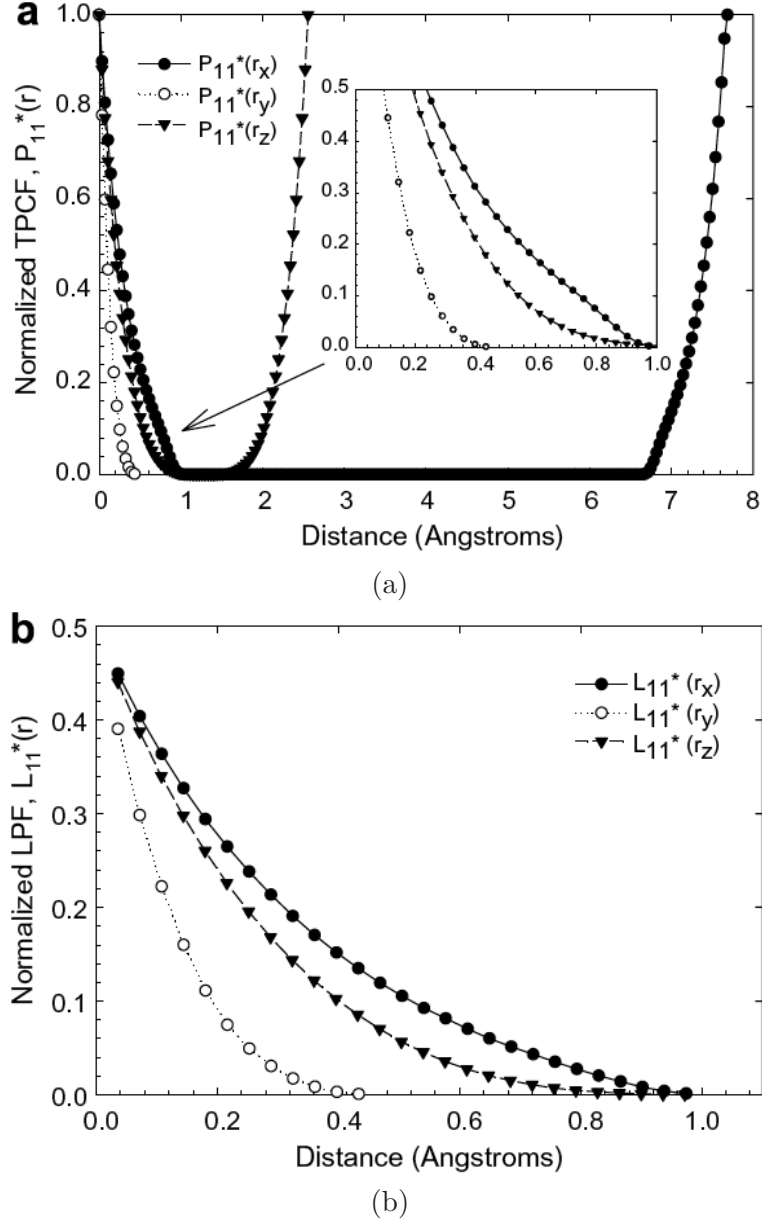 a
Normalized TPCF, P11*(r)
1.0
0.8
0.6
0.4
0.2
0.0
P11*(rx)
P11*(ry)
P11*(rz)
0.5
0.4
0.3
0.2
0.1
0.0
0.0 0.2 0.4 0.6 0.8 1.0
0 1 2 3 4 5 6 7 8
Distance (Angstroms)
(a)
b
Normalized LPF, L11*(r)
0.5
0.4
0.3
0.2
0.1
0.0
L11* (rx)
L11* (ry)
L11* (rz)
0.0 0.2 0.4 0.6 0.8 1.0
Distance (Angstroms)
(b)